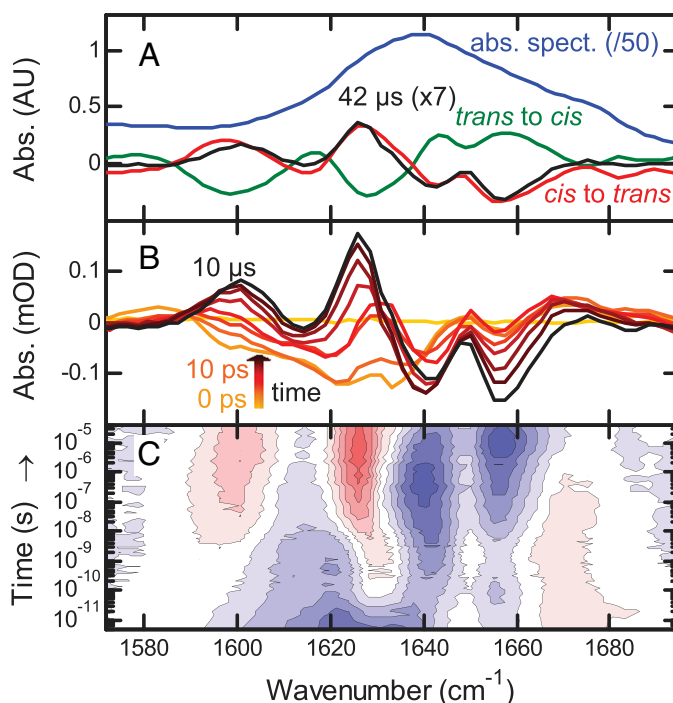 A
abs. spect. (/50)
42 µs (x7)
trans to cis
cis to trans
Abs. (AU)
1
0.5
0
B
10 µs
10 ps
0 ps
time
Abs. (mOD)
0.1
0
-0.1
C
Time (s) →
10⁻⁵
10⁻⁶
10⁻⁷
10⁻⁸
10⁻⁹
10⁻¹⁰
10⁻¹¹
1580 1600 1620 1640 1660 1680
Wavenumber (cm⁻¹)